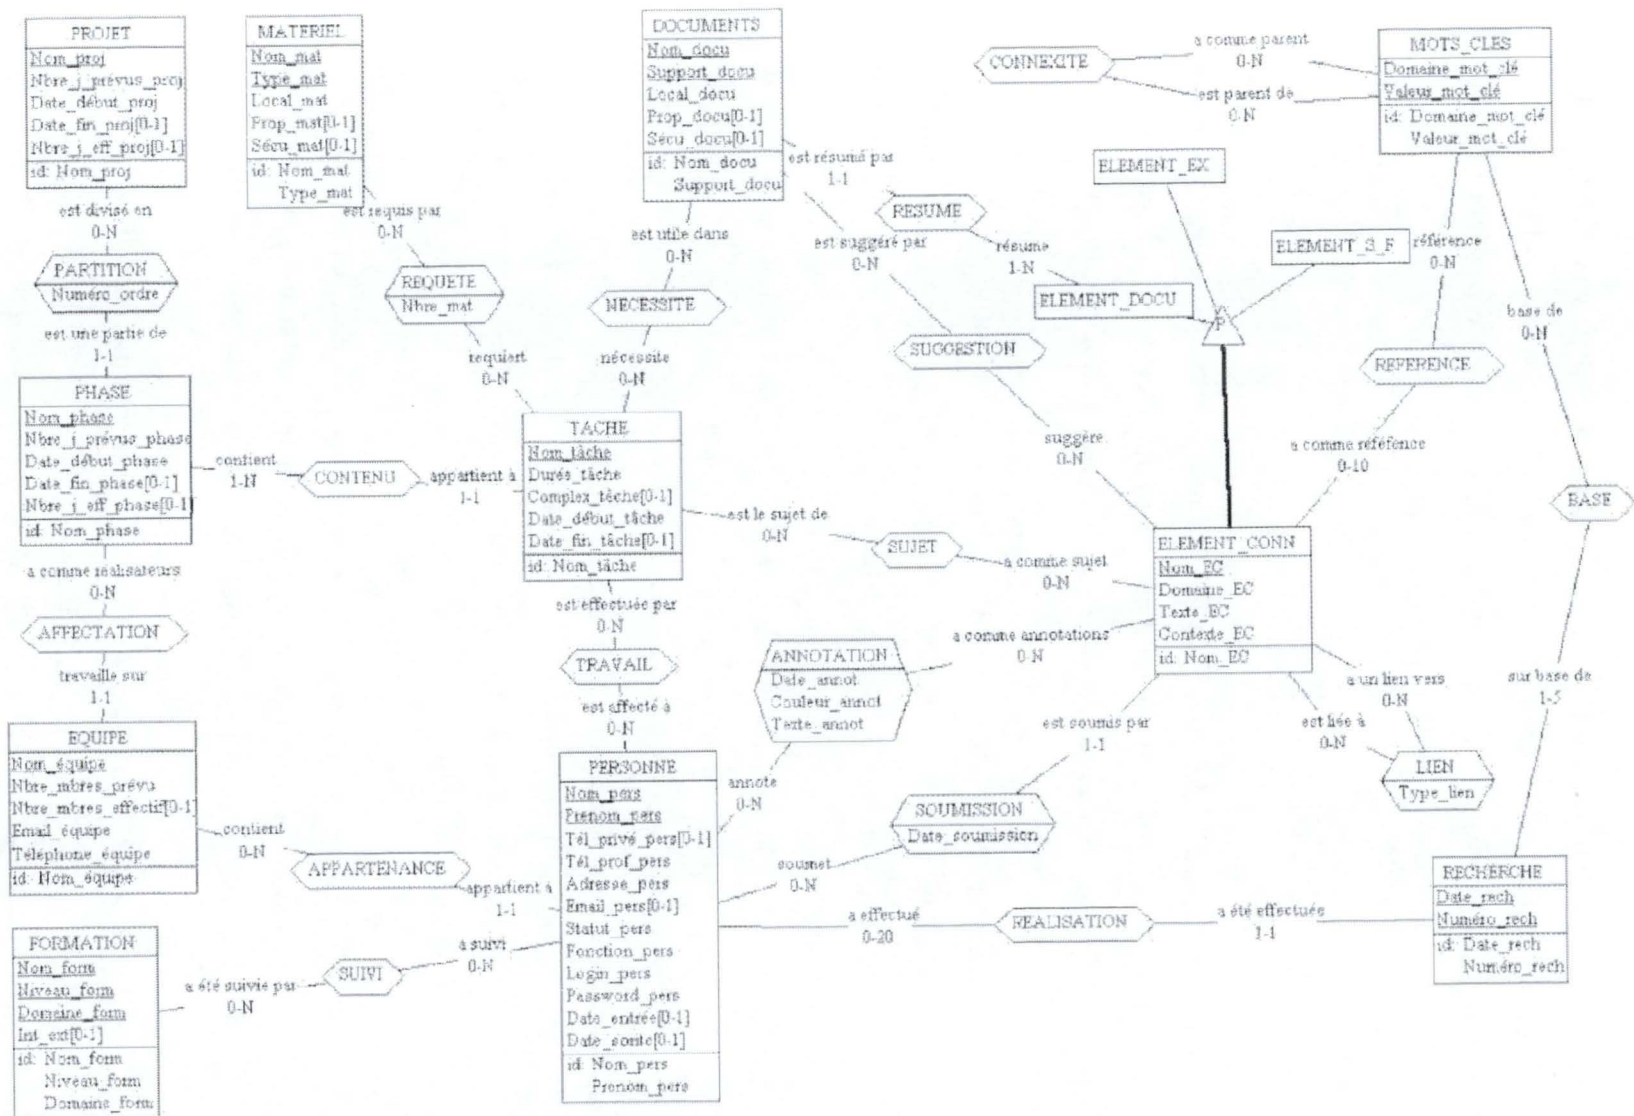 PROJET
Nom_proj
Nbre_j_prévus_proj
Date_début_proj
Date_fin_proj[0-1]
Nbre_j_eff_proj[0-1]
id: Nom_proj
est divisé en
0-N
PARTITION
Numéro_ordre
est une partie de
1-1
PHASE
Nom_phase
Nbre_j_prévus_phase
Date_début_phase
Date_fin_phase[0-1]
Nbre_j_eff_phase[0-1]
id: Nom_phase
contient
1-N
CONTENU
appartient à
1-1
a comme réalisateurs
0-N
AFFECTATION
travaille sur
1-1
EQUIPE
Nom_équipe
Nbre_mbres_prévu
Nbre_mbres_effectif[0-1]
Email_équipe
Téléphone_équipe
id: Nom_équipe
contient
0-N
APPARTENANCE
appartient à
1-1
FORMATION
Nom_form
Niveau_form
Domaine_form
Int_ext[0-1]
id: Nom_form
Niveau_form
Domaine_form
a été suivie par
0-N
SUIVI
a suivi
0-N
MATERIEL
Nom_mat
Type_mat
Local_mat
Prop_mat[0-1]
Sécu_mat[0-1]
id: Nom_mat
Type_mat
est requis par
0-N
REQUETE
Nbre_mat
requiert
0-N
DOCUMENTS
Nom_docu
Support_docu
Local_docu
Prop_docu[0-1]
Sécu_docu[0-1]
id: Nom_docu
Support_docu
est utile dans
0-N
NECESSITE
nécessite
0-N
TACHE
Nom_tâche
Durée_tâche
Complex_tâche[0-1]
Date_début_tâche
Date_fin_tâche[0-1]
id: Nom_tâche
est effectuée par
0-N
TRAVAIL
est affecté à
0-N
PERSONNE
Nom_pers
Prenom_pers
Tél_privé_pers[0-1]
Tél_prof_pers
Adresse_pers
Email_pers[0-1]
Statut_pers
Fonction_pers
Login_pers
Password_pers
Date_entrée[0-1]
Date_sortie[0-1]
id: Nom_pers
Prenom_pers
est résumé par
1-1
RESUME
résume
1-N
est suggéré par
0-N
SUGGESTION
suggère
0-N
est le sujet de
0-N
SUJET
a comme sujet
0-N
a comme annotations
0-N
ANNOTATION
Date_annot
Couleur_annot
Texte_annot
annote
0-N
est soumis par
1-1
SOUMISSION
Date_soumission
soumet
0-N
a effectué
0-20
REALISATION
a été effectuée
1-1
CONNEXITE
a comme parent
0-N
est parent de
0-N
MOTS_CLES
Domaine_mot_clé
Valeur_mot_clé
id: Domaine_mot_clé
Valeur_mot_clé
ELEMENT_EX
ELEMENT_S_F
ELEMENT_DOCU
P
référence
0-N
REFERENCE
a comme référence
0-10
base de
0-N
BASE
sur base de
1-5
ELEMENT_CONN
Nom_EC
Domaine_EC
Texte_EC
Contexte_EC
id: Nom_EC
a un lien vers
0-N
est liée à
0-N
LIEN
Type_lien
RECHERCHE
Date_rech
Numéro_rech
id: Date_rech
Numéro_rech